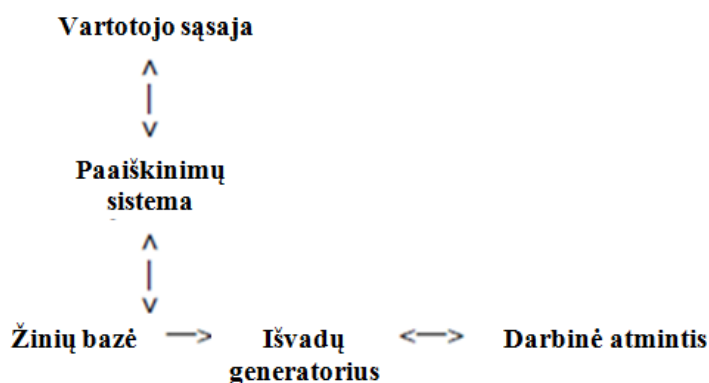 Vartotojo sąsaja
Paaiškinimų
sistema
Žinių bazė
Išvadų
generatorius
Darbinė atmintis